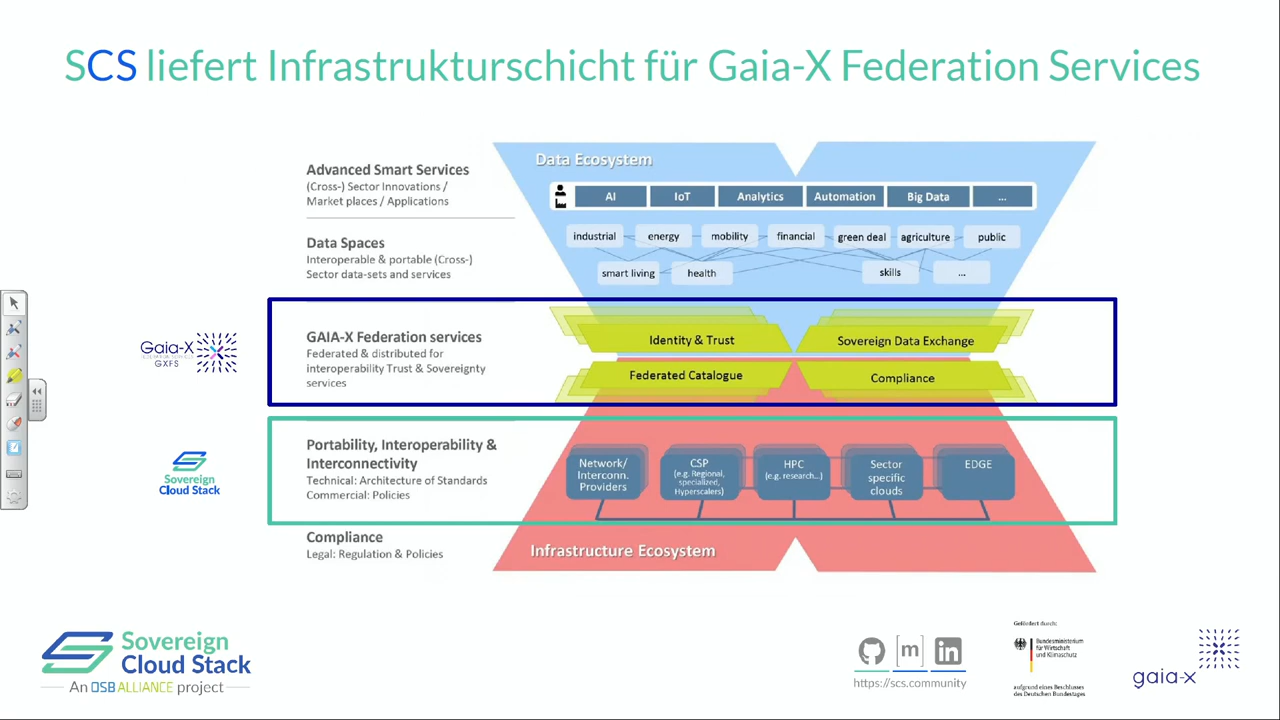 SCS liefert Infrastrukturschicht für Gaia-X Federation Services
Advanced Smart Services
(Cross-) Sector Innovations /
Market places / Applications
Data Spaces
Interoperable & portable (Cross-)
Sector data-sets and services
Data Ecosystem
AI
IoT
Analytics
Automation
Big Data
...
industrial
energy
mobility
financial
green deal
agriculture
public
smart living
health
skills
...
Gaia-X
GXFS
GAIA-X Federation services
Federated & distributed for
interoperability Trust & Sovereignty
services
Identity & Trust
Sovereign Data Exchange
Federated Catalogue
Compliance
Sovereign
Cloud Stack
Portability, Interoperability &
Interconnectivity
Technical: Architecture of Standards
Commercial: Policies
Network/
Interconn.
Providers
CSP
(e.g. Regional,
specialized,
Hyperscalers)
HPC
(e.g. research...)
Sector
specific
clouds
EDGE
Compliance
Legal: Regulation & Policies
Infrastructure Ecosystem
Sovereign
Cloud Stack
An OSB ALLIANCE project
[m]
in
https://scs.community
Gefördert durch:
Bundesministerium
für Wirtschaft
und Klimaschutz
aufgrund eines Beschlusses
des Deutschen Bundestages
gaia-x